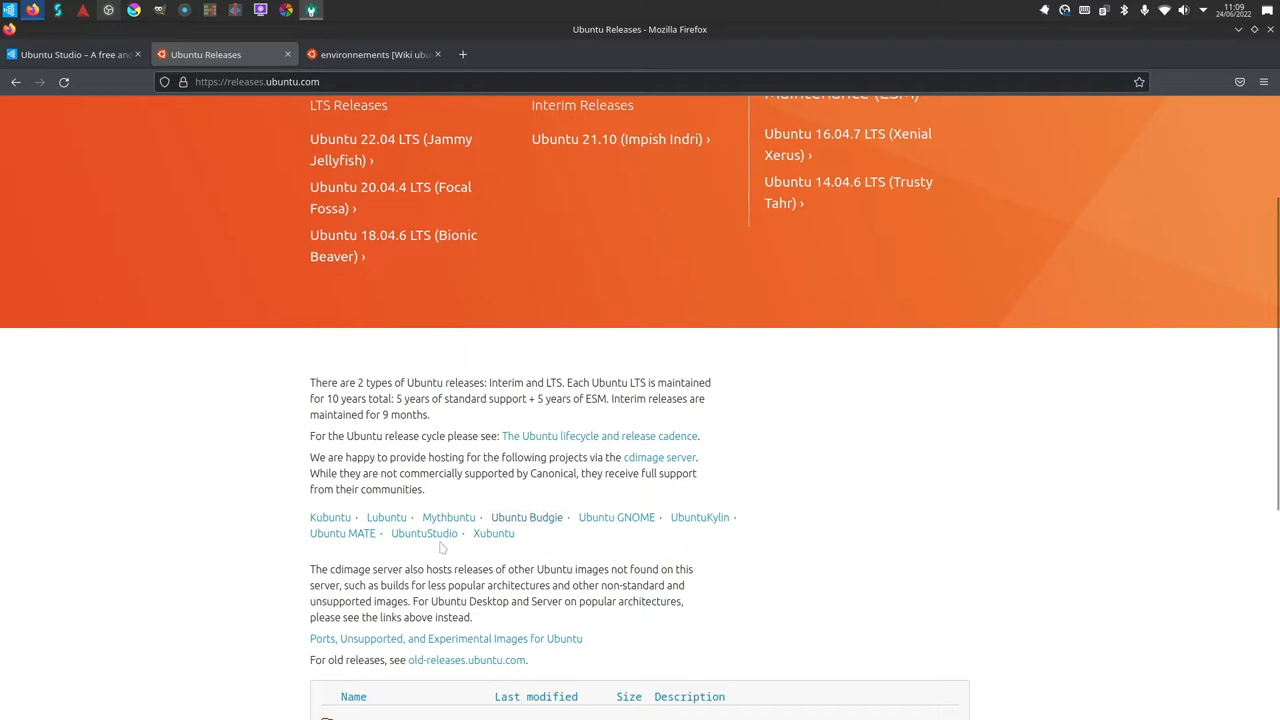 11:09
24/06/2022
Ubuntu Releases - Mozilla Firefox
Ubuntu Studio – A free and
Ubuntu Releases
environnements [Wiki ubu
https://releases.ubuntu.com
Maintenance (ESM)
LTS Releases
Interim Releases
Ubuntu 22.04 LTS (Jammy
Jellyfish) ›
Ubuntu 20.04.4 LTS (Focal
Fossa) ›
Ubuntu 18.04.6 LTS (Bionic
Beaver) ›
Ubuntu 21.10 (Impish Indri) ›
Ubuntu 16.04.7 LTS (Xenial
Xerus) ›
Ubuntu 14.04.6 LTS (Trusty
Tahr) ›
There are 2 types of Ubuntu releases: Interim and LTS. Each Ubuntu LTS is maintained
for 10 years total: 5 years of standard support + 5 years of ESM. Interim releases are
maintained for 9 months.
For the Ubuntu release cycle please see: The Ubuntu lifecycle and release cadence.
We are happy to provide hosting for the following projects via the cdimage server.
While they are not commercially supported by Canonical, they receive full support
from their communities.
Kubuntu · Lubuntu · Mythbuntu · Ubuntu Budgie · Ubuntu GNOME · UbuntuKylin ·
Ubuntu MATE · UbuntuStudio · Xubuntu
The cdimage server also hosts releases of other Ubuntu images not found on this
server, such as builds for less popular architectures and other non-standard and
unsupported images. For Ubuntu Desktop and Server on popular architectures,
please see the links above instead.
Ports, Unsupported, and Experimental Images for Ubuntu
For old releases, see old-releases.ubuntu.com.
Name Last modified Size Description